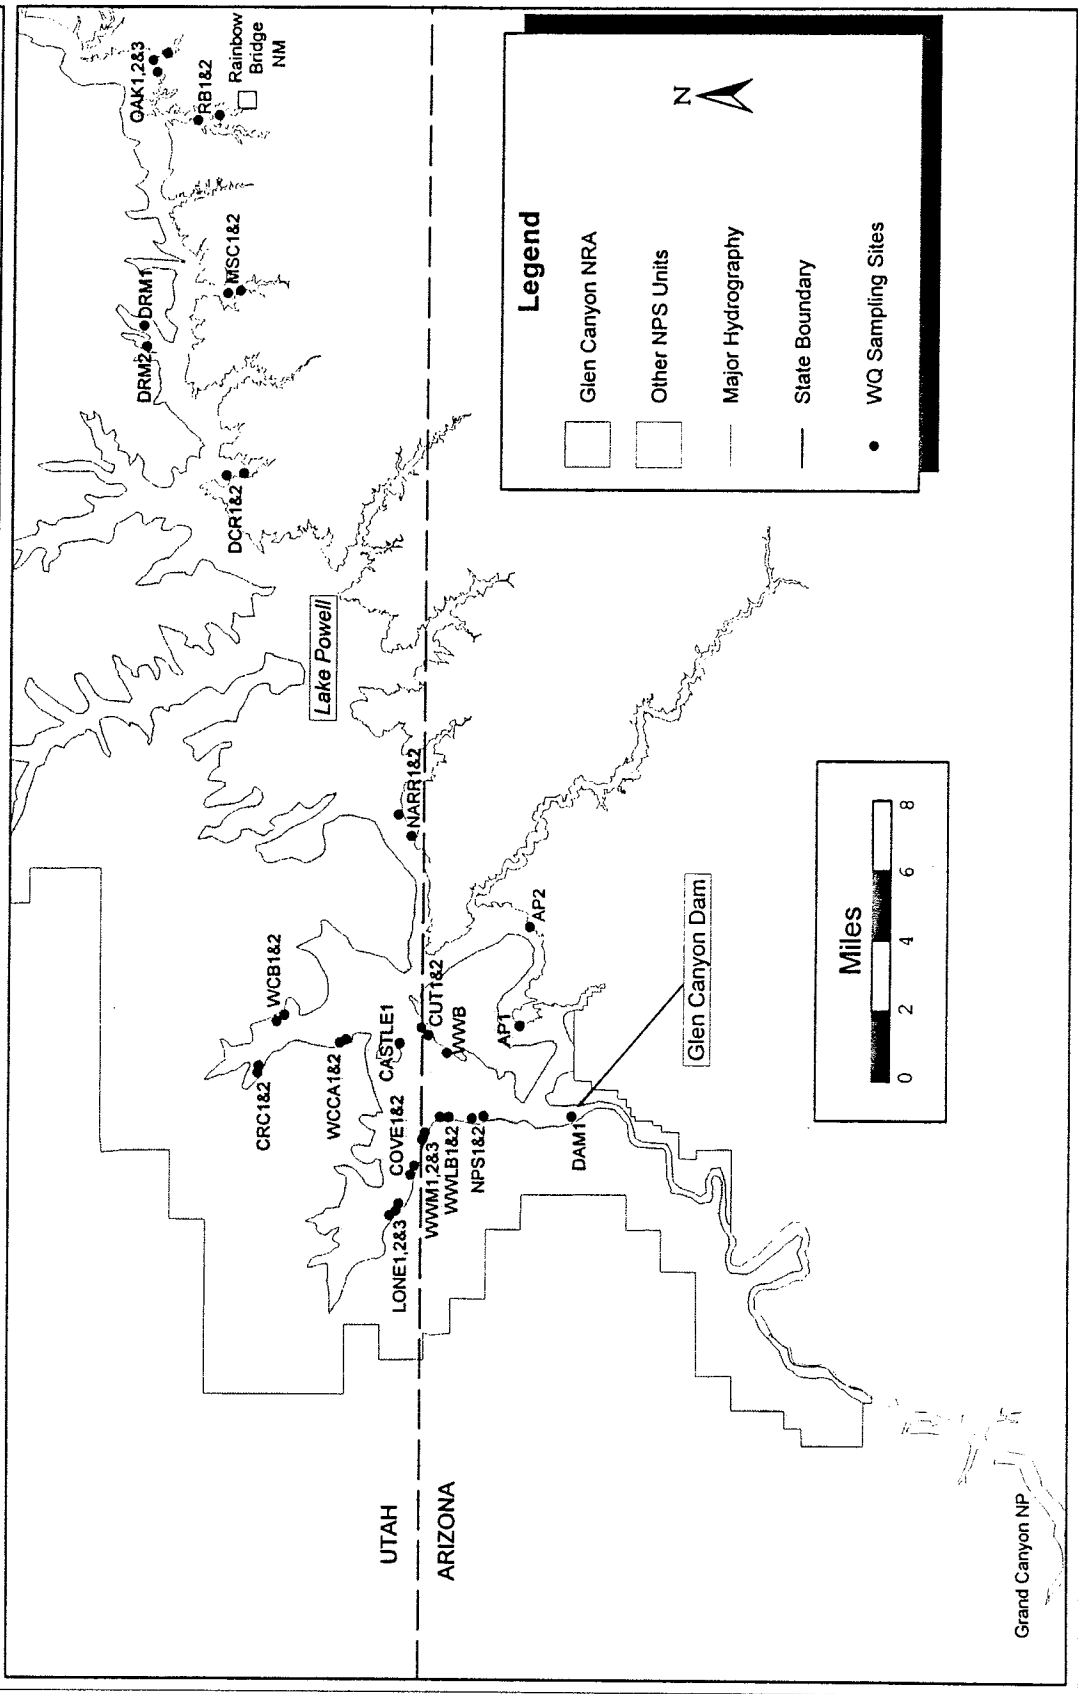 OAK1,2&3
RB1&2
Rainbow
Bridge
NM
DRM2
DRM1
MSC1&2
DCR1&2
Lake Powell
NARR1&2
WCB1&2
CRC1&2
WCCA1&2
CASTLE1
CUT1&2
WWB
COVE1&2
LONE1,2&3
WWM1,2&3
WWLB1&2
NPS1&2
AP1
AP2
DAM1
Glen Canyon Dam
UTAH
ARIZONA
Grand Canyon NP
Miles
0 2 4 6 8
Legend
Glen Canyon NRA
Other NPS Units
Major Hydrography
State Boundary
WQ Sampling Sites
N